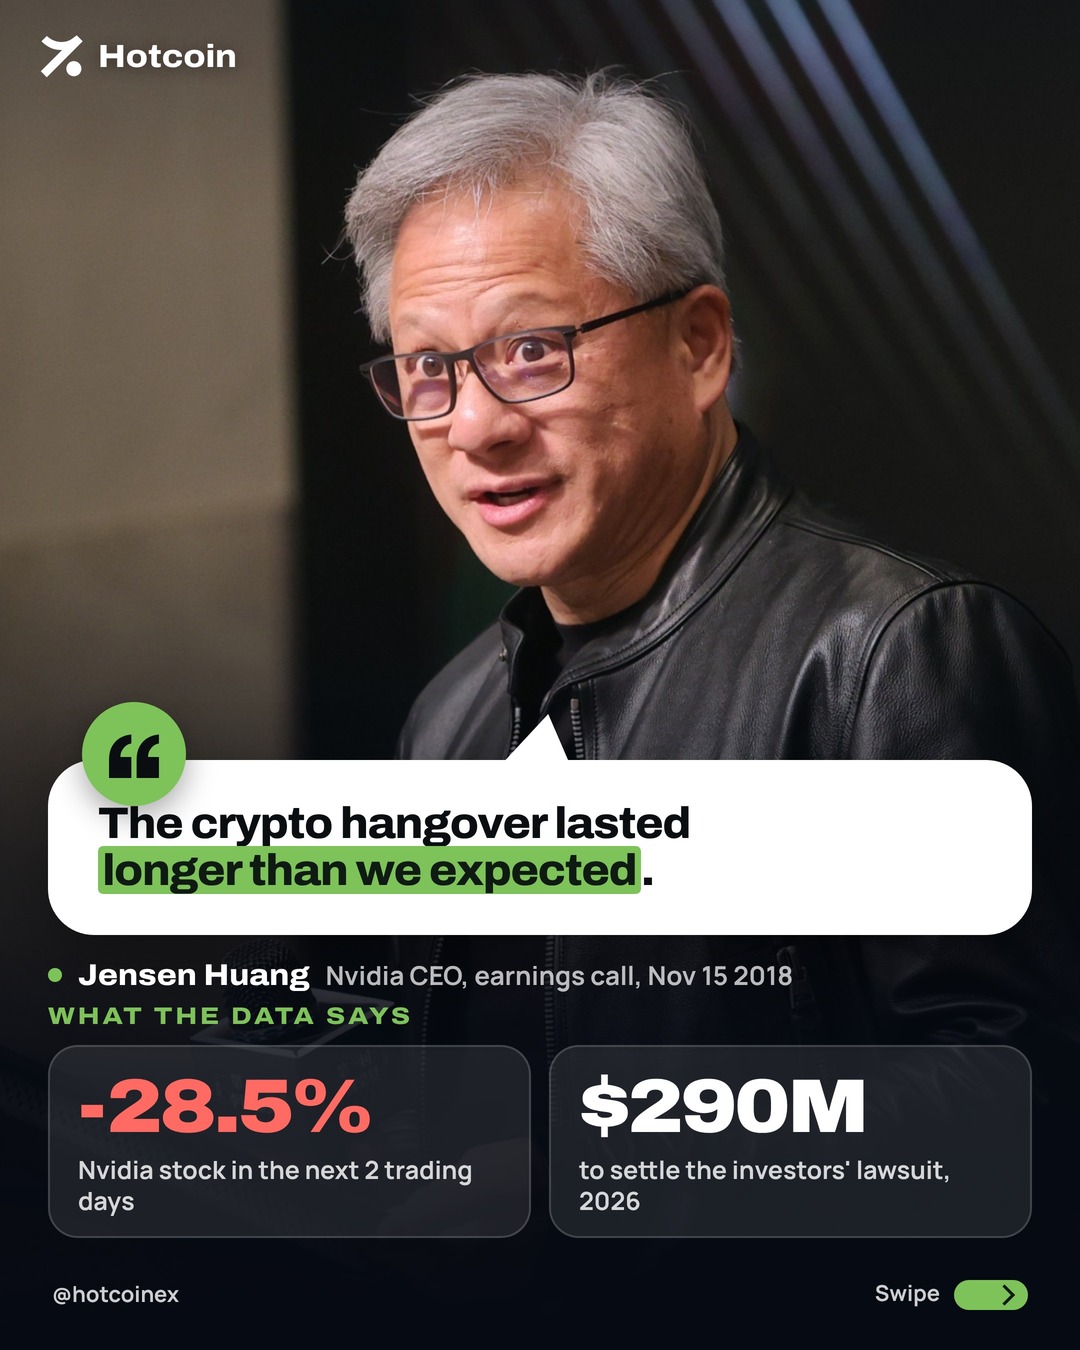 Hotcoin
The crypto hangover lasted
longer than we expected.
Jensen Huang Nvidia CEO, earnings call, Nov 15 2018
WHAT THE DATA SAYS
-28.5%
Nvidia stock in the next 2 trading
days
$290M
to settle the investors' lawsuit,
2026
@hotcoinex
Swipe